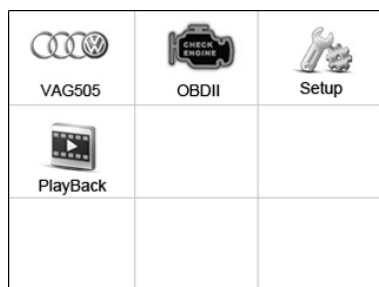 CHECK
ENGINE
VAG505
OBDII
Setup
PlayBack